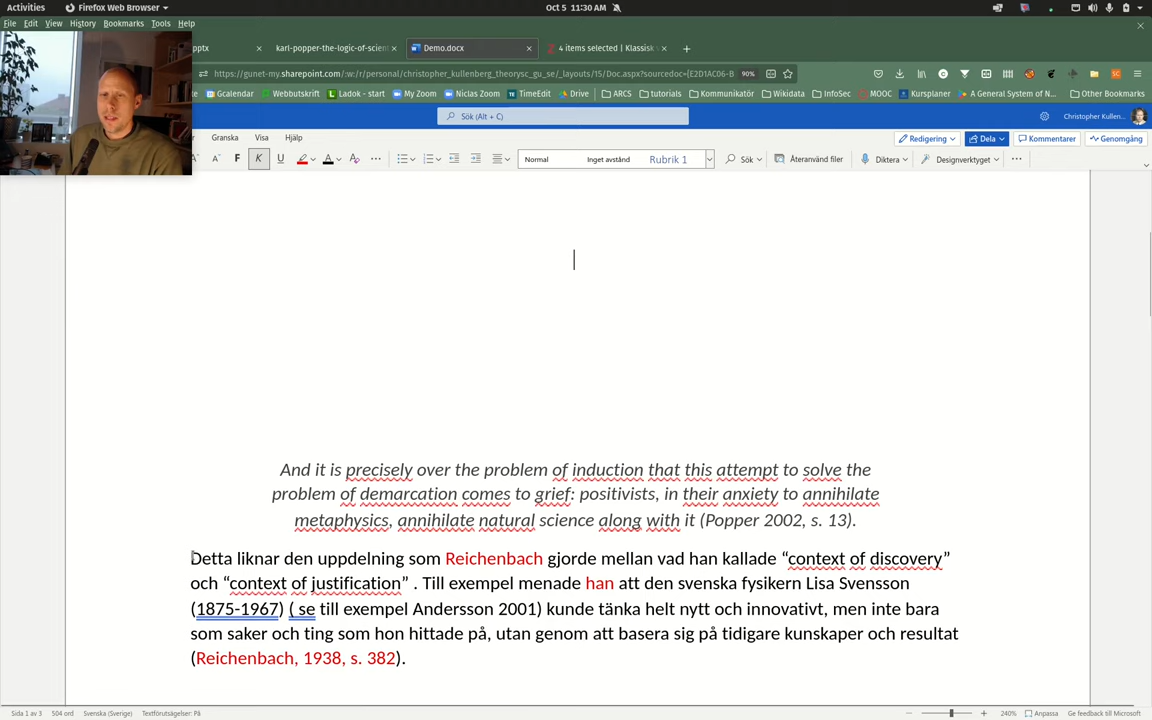 Activities Firefox Web Browser Oct 5 11:30 AM
File Edit View History Bookmarks Tools Help
pptx karl-popper-the-logic-of-scien Demo.docx 4 items selected | Klassisk
https://gunet-my.sharepoint.com/:w:/r/personal/christopher_kullenberg_theorysc_gu_se/_layouts/15/Doc.aspx?sourcedoc={E2D1AC06-B 90%
Gcalendar Webbutskrift Ladok - start My Zoom Niclas Zoom TimeEdit Drive ARCS tutorials Kommunikatör Wikidata InfoSec MOOC Kursplaner A General System of N... Other Bookmarks
Sök (Alt + C) Christopher Kullen...
Granska Visa Hjälp Redigering Dela Kommentarer Genomgång
F K U A Normal Inget avstånd Rubrik 1 Sök Återanvänd filer Diktera Designverktyget
And it is precisely over the problem of induction that this attempt to solve the
problem of demarcation comes to grief: positivists, in their anxiety to annihilate
metaphysics, annihilate natural science along with it (Popper 2002, s. 13).
Detta liknar den uppdelning som Reichenbach gjorde mellan vad han kallade “context of discovery”
och “context of justification” . Till exempel menade han att den svenska fysikern Lisa Svensson
(1875-1967) ( se till exempel Andersson 2001) kunde tänka helt nytt och innovativt, men inte bara
som saker och ting som hon hittade på, utan genom att basera sig på tidigare kunskaper och resultat
(Reichenbach, 1938, s. 382).
Sida 1 av 3 504 ord Svenska (Sverige) Textförutsägelser: På 240% Anpassa Ge feedback till Microsoft